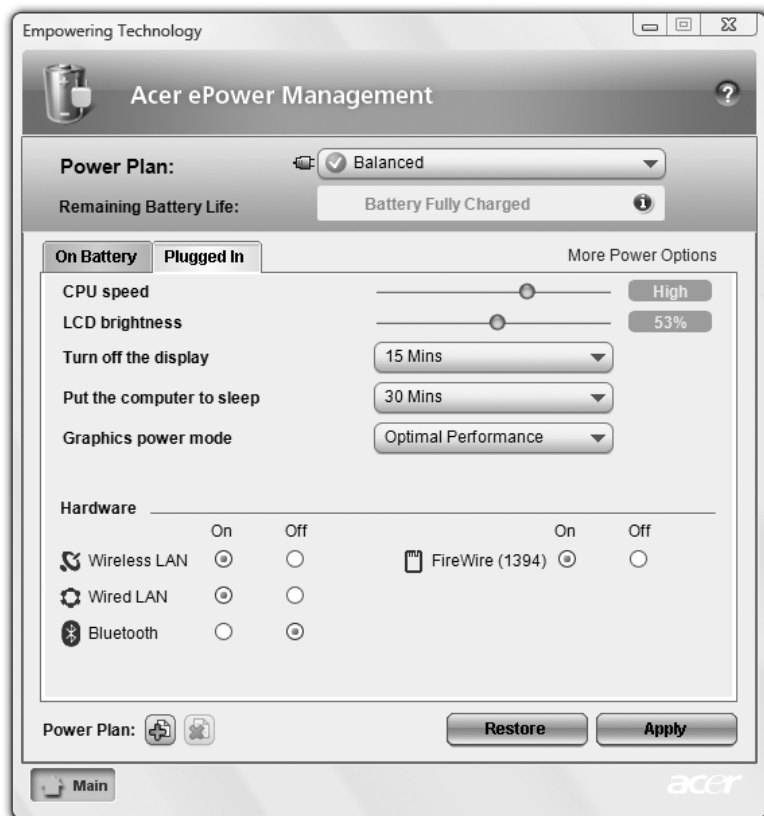 Empowering Technology
Acer ePower Management
?
Power Plan: Balanced
Remaining Battery Life: Battery Fully Charged i
On Battery Plugged In More Power Options
CPU speed High
LCD brightness 53%
Turn off the display 15 Mins
Put the computer to sleep 30 Mins
Graphics power mode Optimal Performance
Hardware
On Off On Off
Wireless LAN FireWire (1394)
Wired LAN
Bluetooth
Power Plan: Restore Apply
Main acer